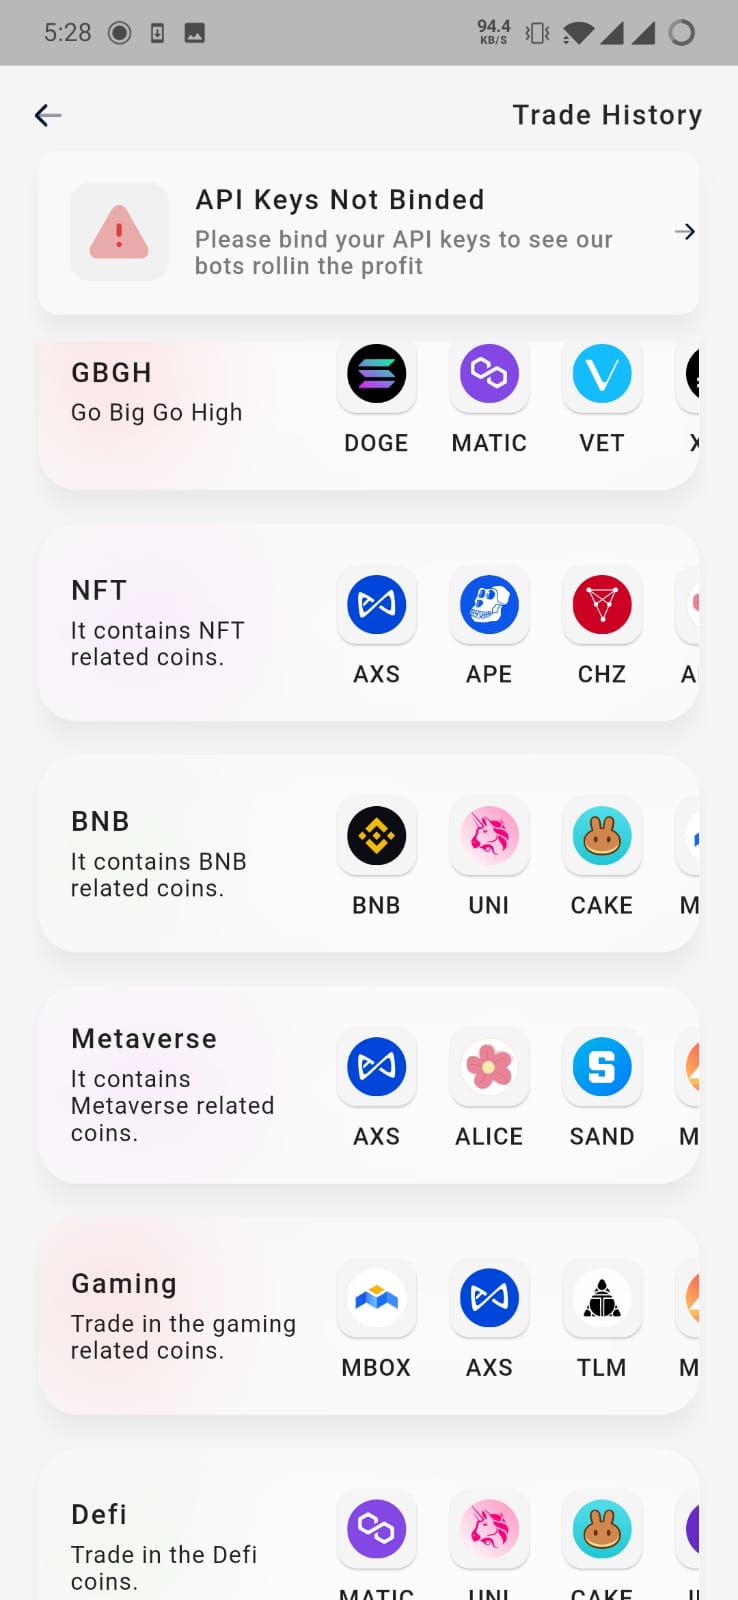 5:28
94.4
KB/S
Trade History
API Keys Not Binded
Please bind your API keys to see our
bots rollin the profit
GBGH
Go Big Go High
DOGE MATIC VET X
NFT
It contains NFT
related coins.
AXS APE CHZ A
BNB
It contains BNB
related coins.
BNB UNI CAKE M
Metaverse
It contains
Metaverse related
coins.
AXS ALICE SAND M
Gaming
Trade in the gaming
related coins.
MBOX AXS TLM M
Defi
Trade in the Defi
coins.
MATIC UNI CAKE